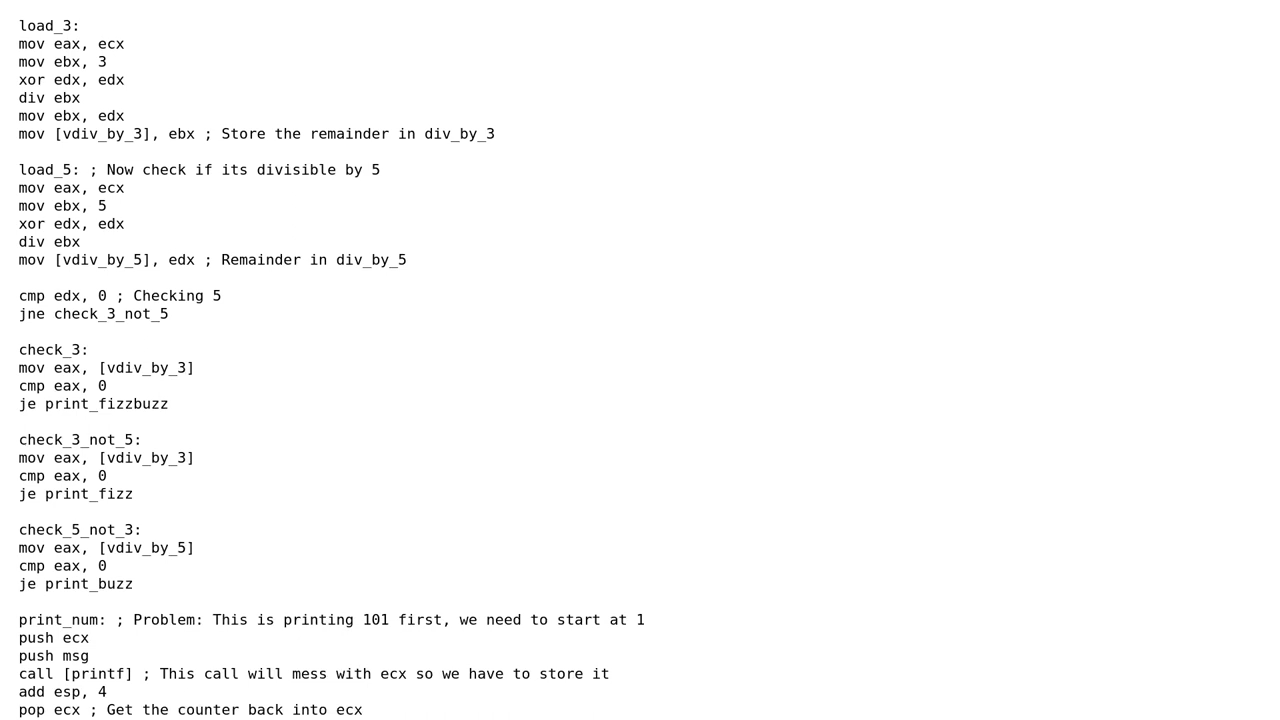 load_3:
mov eax, ecx
mov ebx, 3
xor edx, edx
div ebx
mov ebx, edx
mov [vdiv_by_3], ebx ; Store the remainder in div_by_3
load_5: ; Now check if its divisible by 5
mov eax, ecx
mov ebx, 5
xor edx, edx
div ebx
mov [vdiv_by_5], edx ; Remainder in div_by_5
cmp edx, 0 ; Checking 5
jne check_3_not_5
check_3:
mov eax, [vdiv_by_3]
cmp eax, 0
je print_fizzbuzz
check_3_not_5:
mov eax, [vdiv_by_3]
cmp eax, 0
je print_fizz
check_5_not_3:
mov eax, [vdiv_by_5]
cmp eax, 0
je print_buzz
print_num: ; Problem: This is printing 101 first, we need to start at 1
push ecx
push msg
call [printf] ; This call will mess with ecx so we have to store it
add esp, 4
pop ecx ; Get the counter back into ecx